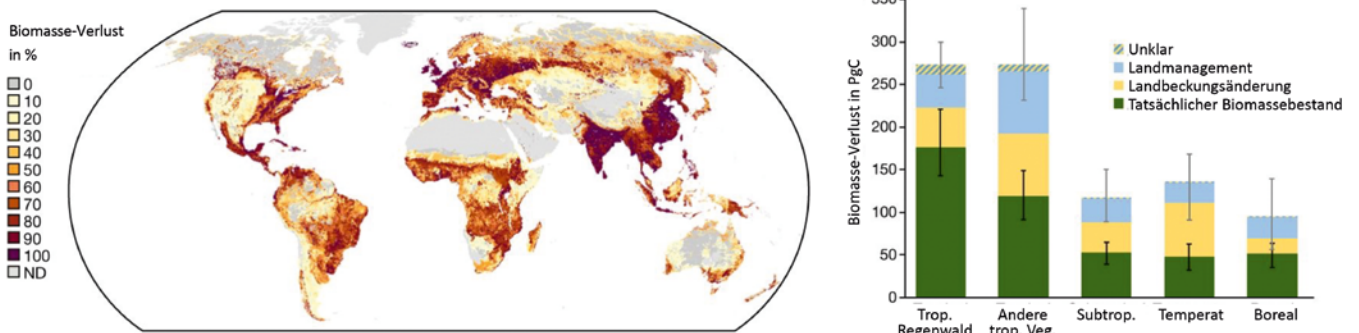 Biomasse-Verlust
in %
0
10
20
30
40
50
60
70
80
90
100
ND
Biomasse-Verlust in PgC
350
300
250
200
150
100
50
0
Unklar
Landmanagement
Landbeckungsänderung
Tatsächlicher Biomassebestand
Trop.
Regenwald
Andere
trop. Veg.
Subtrop.
Temperat
Boreal